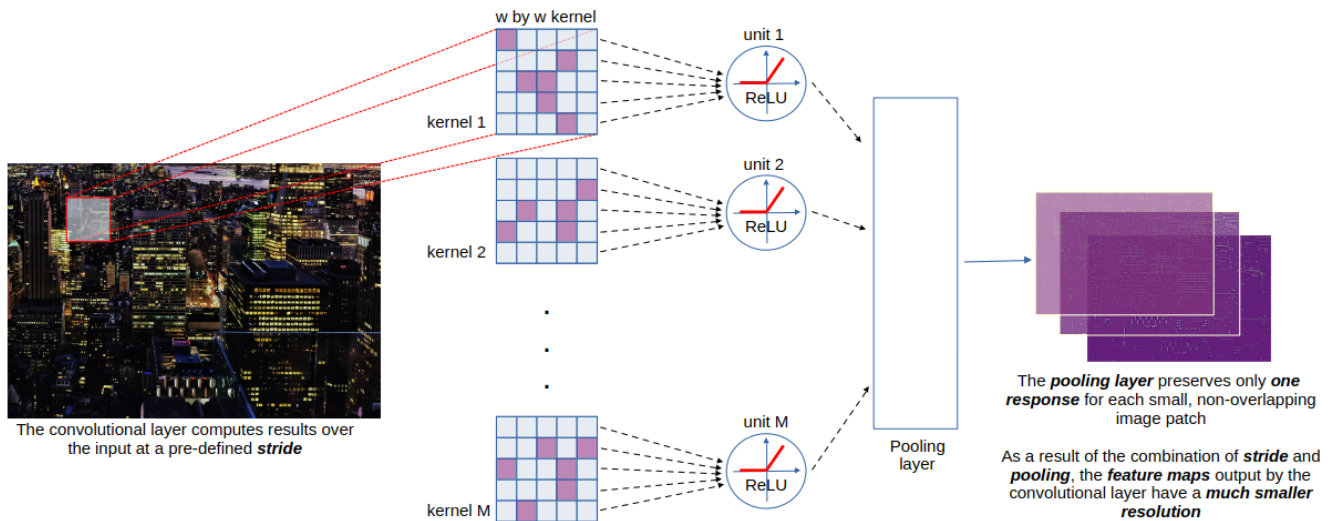 w by w kernel
kernel 1
unit 1
ReLU
kernel 2
unit 2
ReLU
.
.
.
kernel M
unit M
ReLU
Pooling
layer
The convolutional layer computes results over
the input at a pre-defined stride
The pooling layer preserves only one
response for each small, non-overlapping
image patch
As a result of the combination of stride and
pooling, the feature maps output by the
convolutional layer have a much smaller
resolution